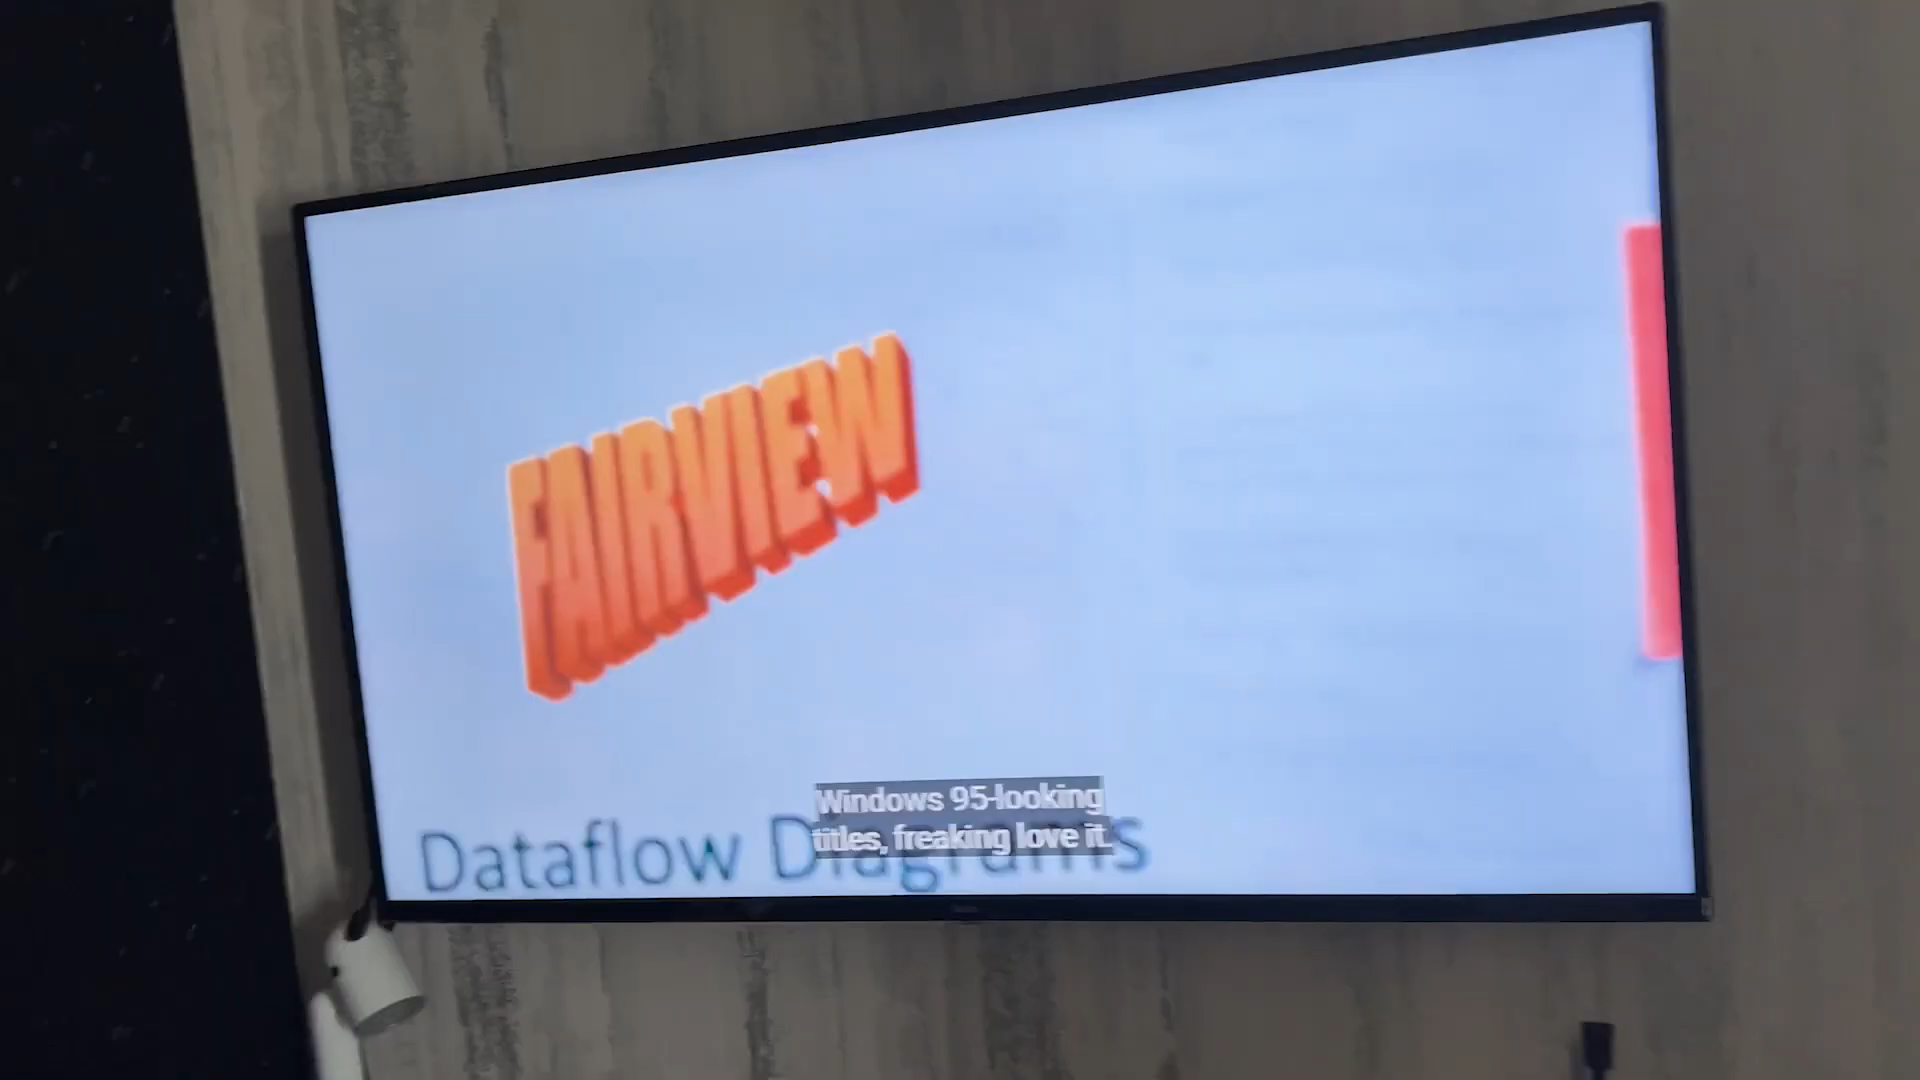 FAIRVIEW
Windows 95-looking
titles, freaking love it.
Dataflow Diagrams